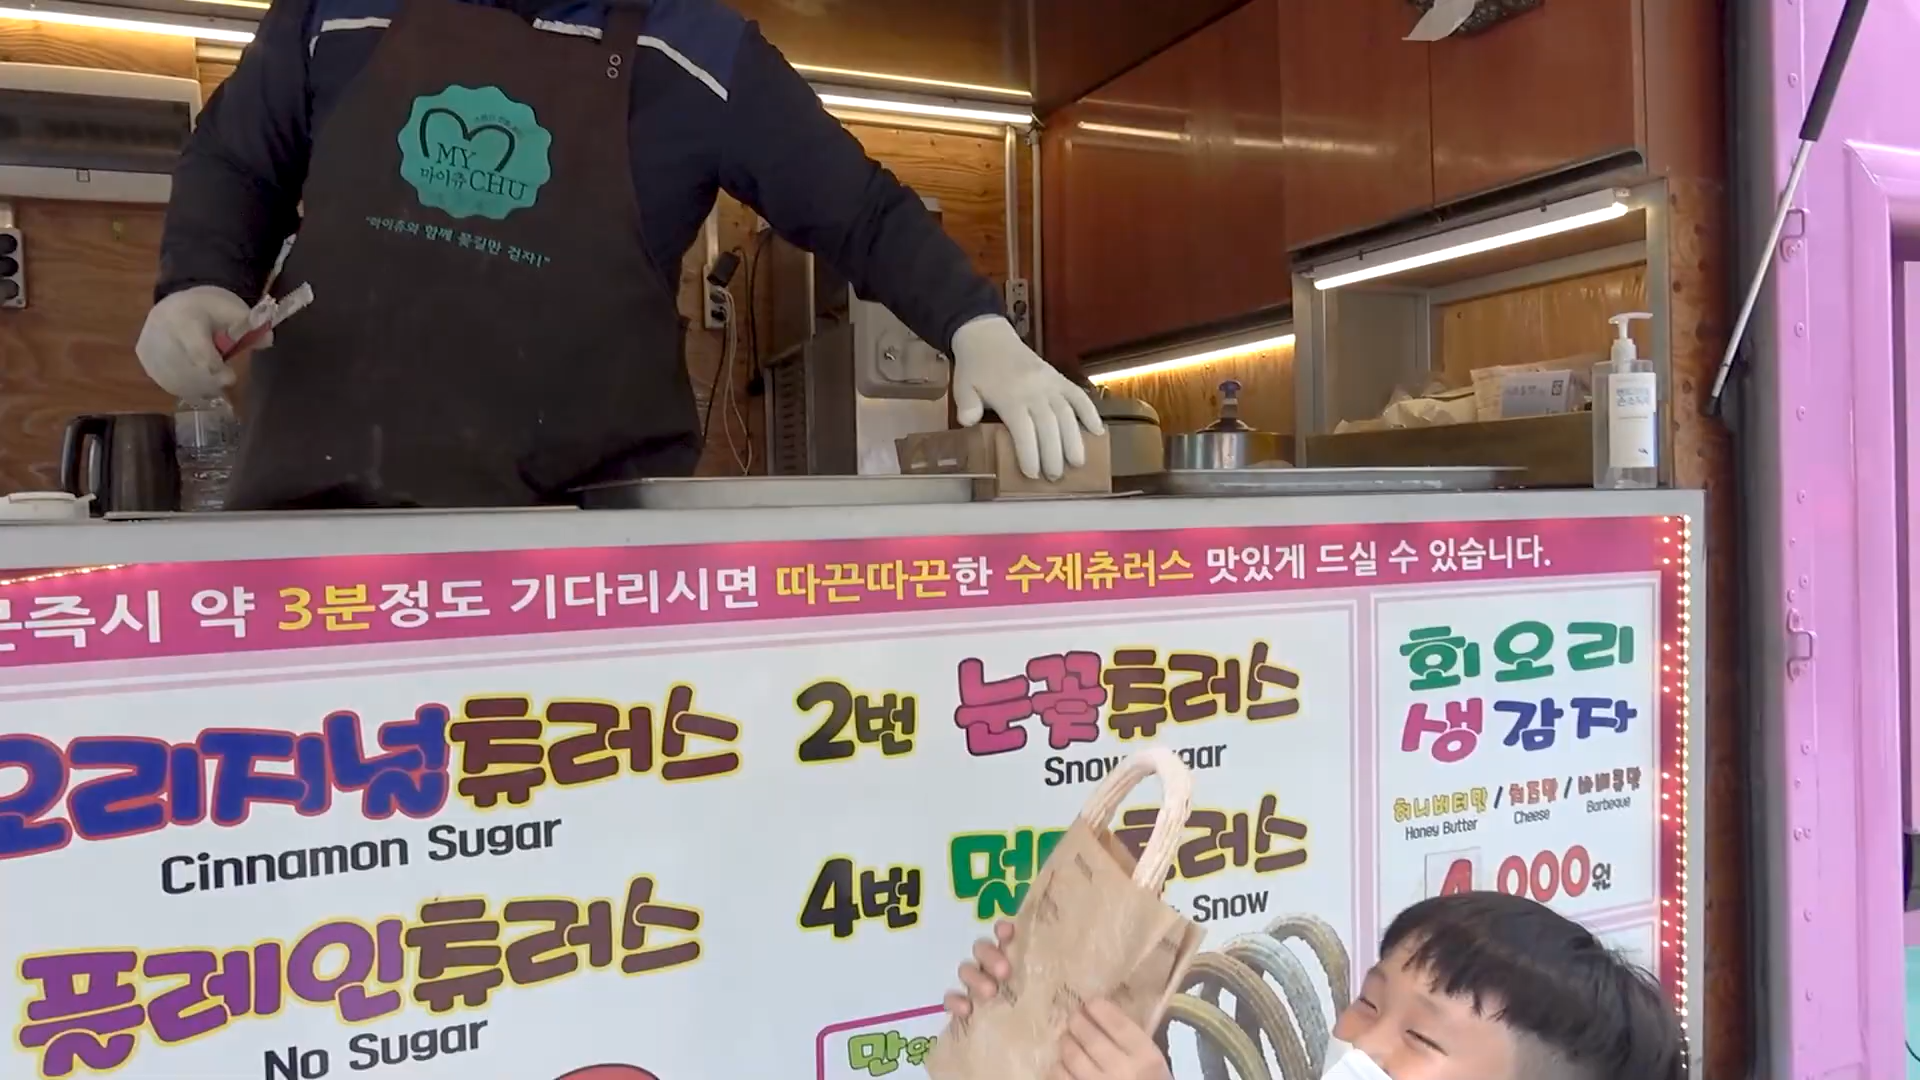 MY
마이츄 CHU
"마이츄와 함께 꽃길만 걷자!"
즉시 약 3분정도 기다리시면 따끈따끈한 수제츄러스 맛있게 드실 수 있습니다.
오리지널츄러스
Cinnamon Sugar
2번 눈꽃츄러스
Snow
4번
츄러스
Snow
플레인츄러스
No Sugar
만원
회오리
생감자
허니버터맛 / 치즈맛 / 바베큐맛
Honey Butter Cheese Barbeque
4,000원